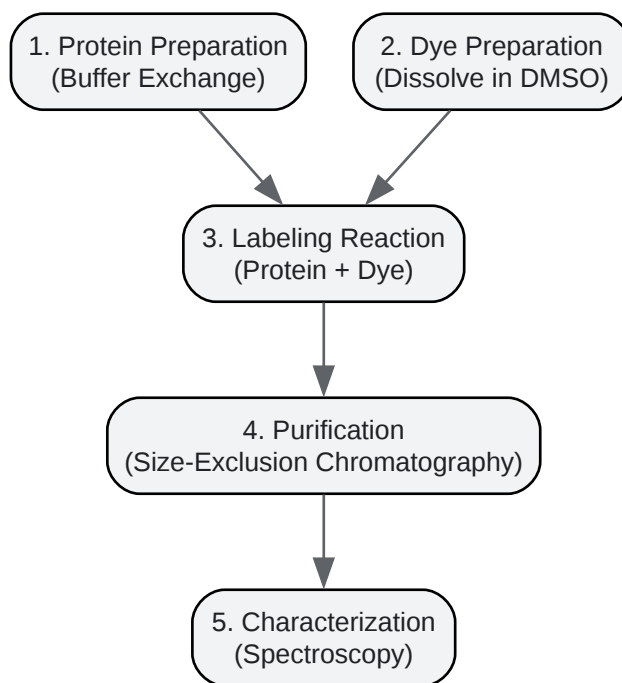 1. Protein Preparation
(Buffer Exchange)
2. Dye Preparation
(Dissolve in DMSO)
3. Labeling Reaction
(Protein + Dye)
4. Purification
(Size-Exclusion Chromatography)
5. Characterization
(Spectroscopy)